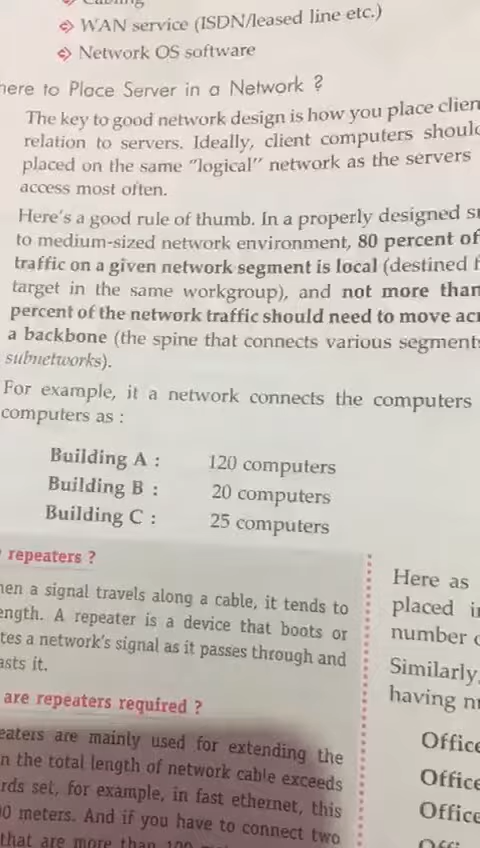 WAN service (ISDN/leased line etc.)
Network OS software
here to Place Server in a Network ?
The key to good network design is how you place clien
relation to servers. Ideally, client computers shoul
placed on the same "logical" network as the servers
access most often.
Here's a good rule of thumb. In a properly designed s
to medium-sized network environment, 80 percent of
traffic on a given network segment is local (destined f
target in the same workgroup), and not more than
percent of the network traffic should need to move acr
a backbone (the spine that connects various segment
subnetworks).
For example, it a network connects the computers
computers as :
Building A : 120 computers
Building B : 20 computers
Building C : 25 computers
repeaters ?
hen a signal travels along a cable, it tends to
ength. A repeater is a device that boots or
tes a network's signal as it passes through and
asts it.
are repeaters required ?
eaters are mainly used for extending the
n the total length of network cable exceeds
rds set, for example, in fast ethernet, this
00 meters. And if you have to connect two
that are more than 100
Here as
placed i
number
Similarly,
having n
Office
Office
Office